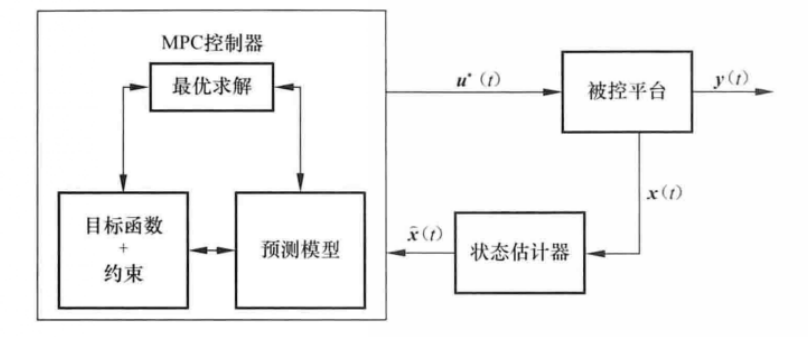 MPC控制器
最优求解
目标函数
+
约束
预测模型
u*(t)
被控平台
y(t)
x(t)
状态估计器
x̂(t)